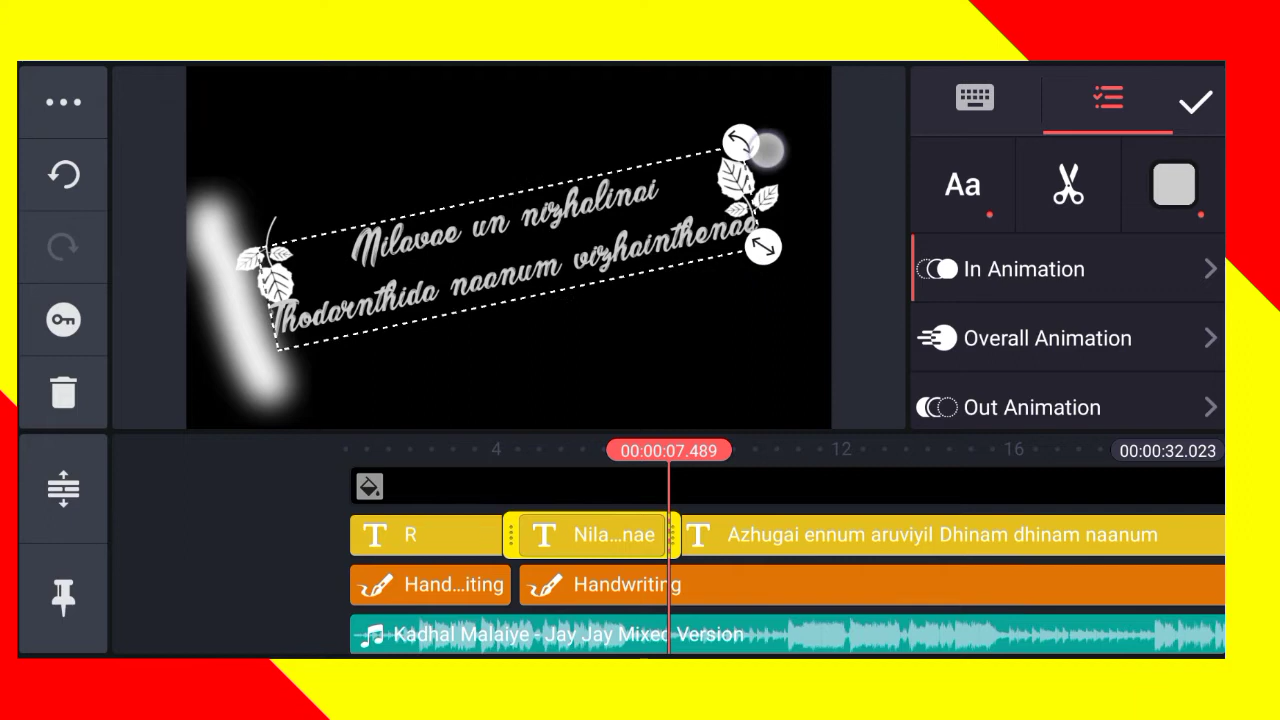 Milavae un nizhalinai
Thodarnthida naanum vizhainthenae
Aa
In Animation
Overall Animation
Out Animation
4
00:00:07.489
12
16
00:00:32.023
R
Nila...nae
Azhugai ennum aruviyil Dhinam dhinam naanum
Hand...iting
Handwriting
Kadhal Malaiye - Jay Jay Mixed Version